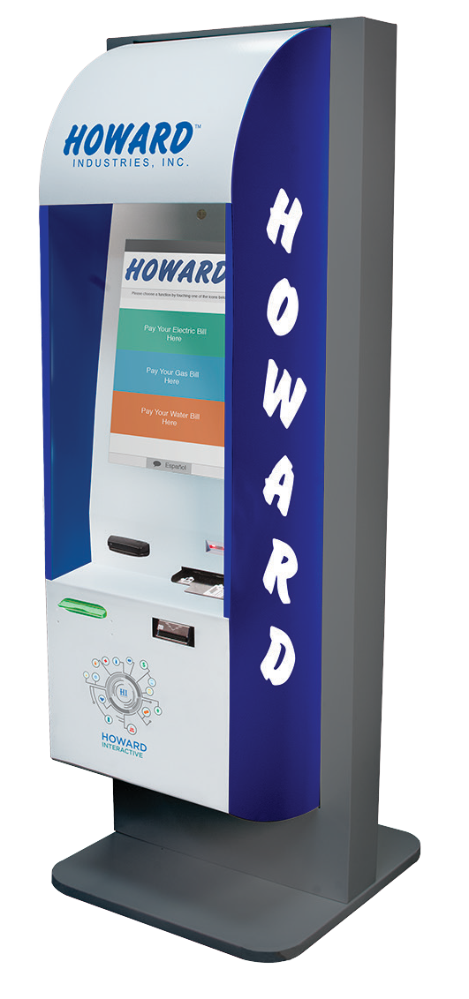 HOWARD™
INDUSTRIES, INC.
HOWARD
Please choose a function by touching one of the icons
Pay Your Electric Bill
Here
Pay Your Gas Bill
Here
Pay Your Water Bill
Here
Español
HOWARD
HI
HOWARD
INTERACTIVE